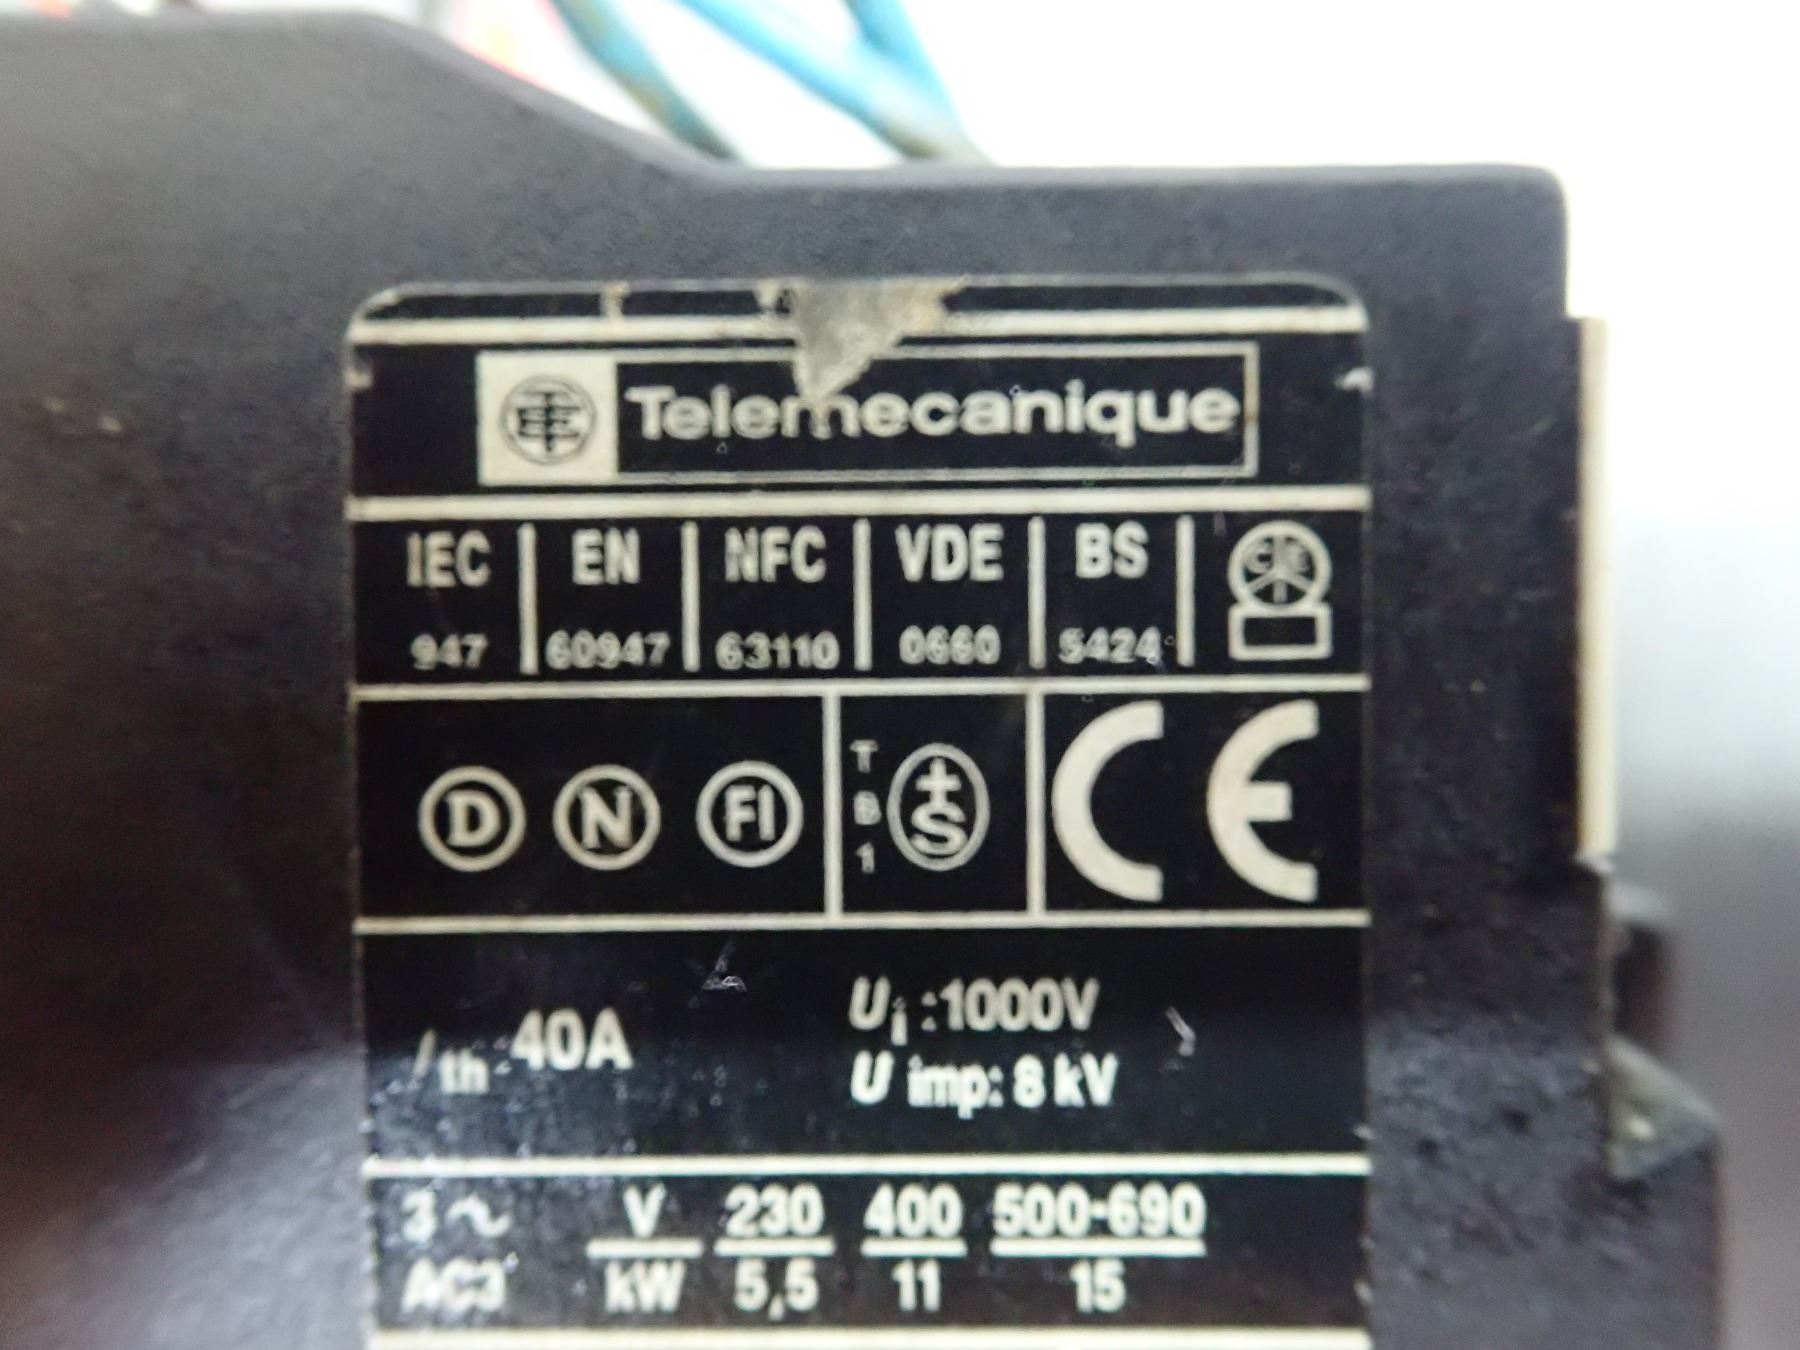 Telemecanique
IEC EN NFC VDE BS
947 60947 63110 0660 5424
D N FI TB1 +S CE
Ith 40A Ui :1000V
U imp: 8 kV
3 ~ V 230 400 500-690
AC3 kW 5,5 11 15